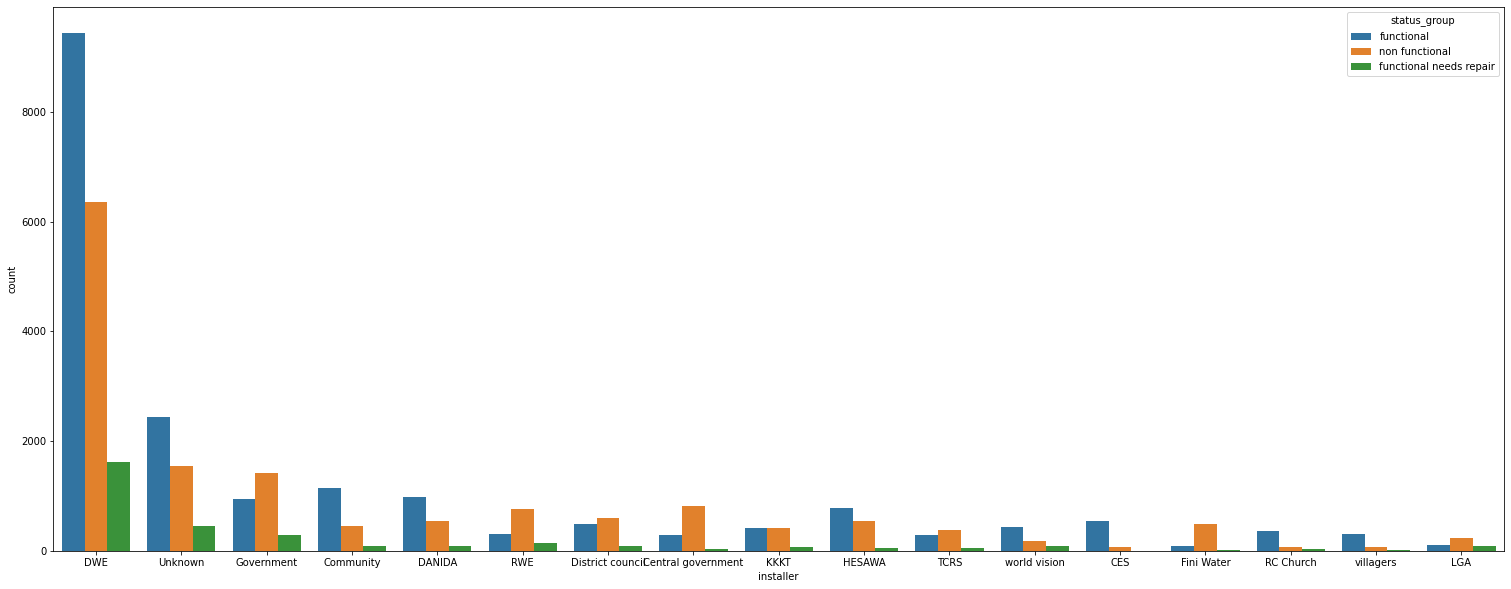 status_group
functional
non functional
functional needs repair
8000
6000
4000
2000
0
count
DWE Unknown Government Community DANIDA RWE District council Central government KKKT HESAWA TCRS world vision CES Fini Water RC Church villagers LGA
installer